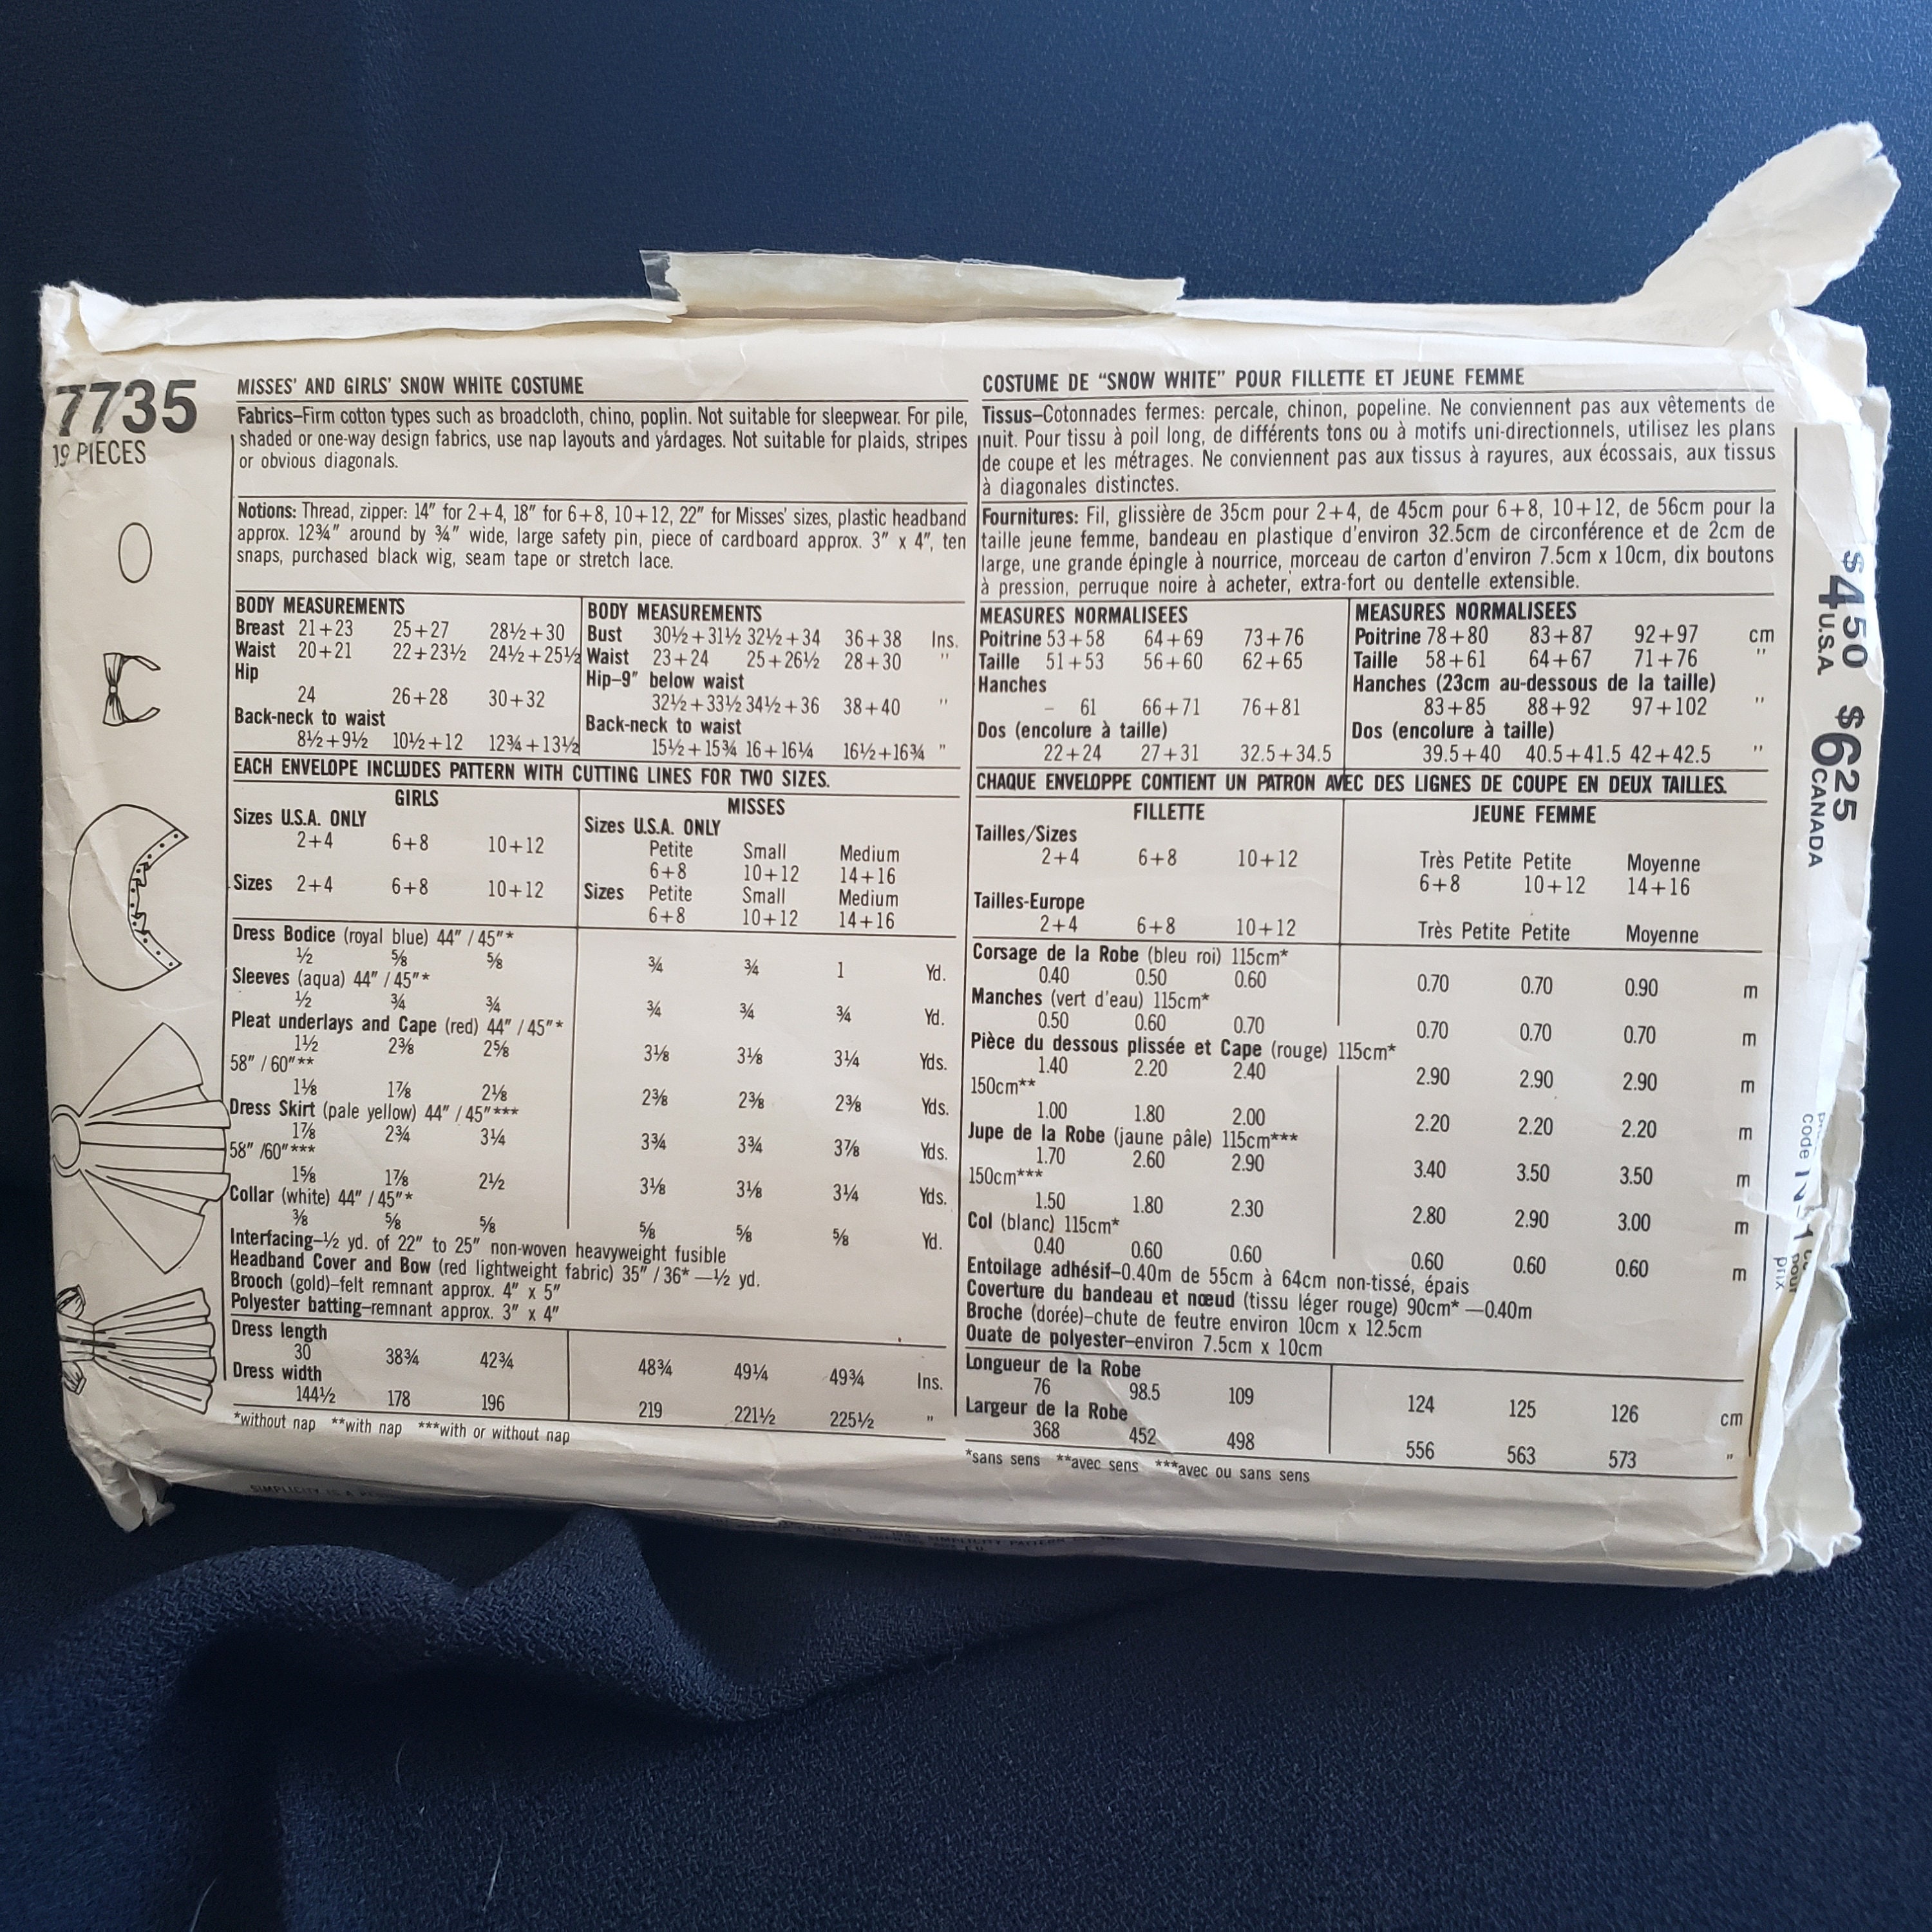 7735
19 PIECES
MISSES' AND GIRLS' SNOW WHITE COSTUME
Fabrics–Firm cotton types such as broadcloth, chino, poplin. Not suitable for sleepwear. For pile,
shaded or one-way design fabrics, use nap layouts and yardages. Not suitable for plaids, stripes
or obvious diagonals.
Notions: Thread, zipper: 14" for 2+4, 18" for 6+8, 10+12, 22" for Misses' sizes, plastic headband
approx. 12¾" around by ¾" wide, large safety pin, piece of cardboard approx. 3" x 4", ten
snaps, purchased black wig, seam tape or stretch lace.
BODY MEASUREMENTS
Breast 21+23 25+27 28½+30
Waist 20+21 22+23½ 24½+25½
Hip
24 26+28 30+32
Back-neck to waist
8½+9½ 10½+12 12¾+13½
BODY MEASUREMENTS
Bust 30½+31½ 32½+34 36+38 Ins.
Waist 23+24 25+26½ 28+30 "
Hip–9" below waist
32½+33½ 34½+36 38+40 "
Back-neck to waist
15½+15¾ 16+16¼ 16½+16¾ "
EACH ENVELOPE INCLUDES PATTERN WITH CUTTING LINES FOR TWO SIZES.
GIRLS
Sizes U.S.A. ONLY
2+4 6+8 10+12
Sizes 2+4 6+8 10+12
MISSES
Sizes U.S.A. ONLY
Petite Small Medium
6+8 10+12 14+16
Sizes Petite Small Medium
6+8 10+12 14+16
Dress Bodice (royal blue) 44" / 45"*
½ ⅝ ⅝ ¾ ¾ 1 Yd.
Sleeves (aqua) 44" / 45"*
½ ¾ ¾ ¾ ¾ ¾ Yd.
Pleat underlays and Cape (red) 44" / 45"*
1½ 2⅜ 2⅝ 3⅛ 3⅛ 3¼ Yds.
58" / 60"**
1⅛ 1⅞ 2⅛ 2⅜ 2⅜ 2⅜ Yds.
Dress Skirt (pale yellow) 44" / 45"***
1⅞ 2¾ 3¼ 3¾ 3¾ 3⅞ Yds.
58" /60"***
1⅝ 1⅞ 2½ 3⅛ 3⅛ 3¼ Yds.
Collar (white) 44" / 45"*
⅜ ⅝ ⅝ ⅝ ⅝ ⅝ Yd.
Interfacing–½ yd. of 22" to 25" non-woven heavyweight fusible
Headband Cover and Bow (red lightweight fabric) 35" / 36* —½ yd.
Brooch (gold)–felt remnant approx. 4" x 5"
Polyester batting–remnant approx. 3" x 4"
Dress length
30 38¾ 42¾ 48¾ 49¼ 49¾ Ins.
Dress width
144½ 178 196 219 221½ 225½ "
*without nap **with nap ***with or without nap
COSTUME DE "SNOW WHITE" POUR FILLETTE ET JEUNE FEMME
Tissus–Cotonnades fermes: percale, chinon, popeline. Ne conviennent pas aux vêtements de
nuit. Pour tissu à poil long, de différents tons ou à motifs uni-directionnels, utilisez les plans
de coupe et les métrages. Ne conviennent pas aux tissus à rayures, aux écossais, aux tissus
à diagonales distinctes.
Fournitures: Fil, glissière de 35cm pour 2+4, de 45cm pour 6+8, 10+12, de 56cm pour la
taille jeune femme, bandeau en plastique d'environ 32.5cm de circonférence et de 2cm de
large, une grande épingle à nourrice, morceau de carton d'environ 7.5cm x 10cm, dix boutons
à pression, perruque noire à acheter, extra-fort ou dentelle extensible.
MESURES NORMALISEES
Poitrine 53+58 64+69 73+76
Taille 51+53 56+60 62+65
Hanches
– 61 66+71 76+81
Dos (encolure à taille)
22+24 27+31 32.5+34.5
MESURES NORMALISEES
Poitrine 78+80 83+87 92+97 cm
Taille 58+61 64+67 71+76 "
Hanches (23cm au-dessous de la taille)
83+85 88+92 97+102 "
Dos (encolure à taille)
39.5+40 40.5+41.5 42+42.5 "
CHAQUE ENVELOPPE CONTIENT UN PATRON AVEC DES LIGNES DE COUPE EN DEUX TAILLES.
FILLETTE
Tailles/Sizes
2+4 6+8 10+12
Tailles-Europe
2+4 6+8 10+12
JEUNE FEMME
Très Petite Petite Moyenne
6+8 10+12 14+16
Très Petite Petite Moyenne
Corsage de la Robe (bleu roi) 115cm*
0.40 0.50 0.60 0.70 0.70 0.90 m
Manches (vert d'eau) 115cm*
0.50 0.60 0.70 0.70 0.70 0.70 m
Pièce du dessous plissée et Cape (rouge) 115cm*
1.40 2.20 2.40 2.90 2.90 2.90 m
150cm**
1.00 1.80 2.00 2.20 2.20 2.20 m
Jupe de la Robe (jaune pâle) 115cm***
1.70 2.60 2.90 3.40 3.50 3.50 m
150cm***
1.50 1.80 2.30 2.80 2.90 3.00 m
Col (blanc) 115cm*
0.40 0.60 0.60 0.60 0.60 0.60 m
Entoilage adhésif–0.40m de 55cm à 64cm non-tissé, épais
Coverture du bandeau et nœud (tissu léger rouge) 90cm* —0.40m
Broche (dorée)–chute de feutre environ 10cm x 12.5cm
Ouate de polyester–environ 7.5cm x 10cm
Longueur de la Robe
76 98.5 109 124 125 126 cm
Largeur de la Robe
368 452 498 556 563 573 "
*sans sens **avec sens ***avec ou sans sens
$450 U.S.A. $625 CANADA
code
pour
prix
SIMPLICITY IS A